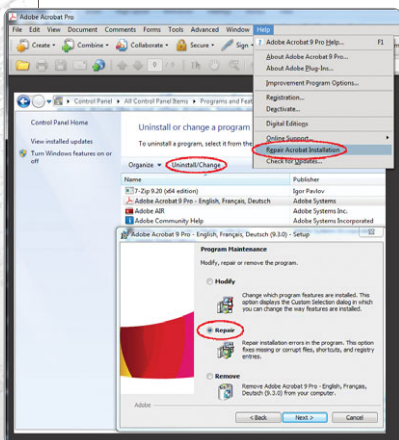 Adobe Acrobat Pro
File Edit View Document Comments Forms Tools Advanced Window Help
Create Combine Collaborate Secure Sign
Adobe Acrobat 9 Pro Help... F1
About Adobe Acrobat 9 Pro...
About Adobe Plug-Ins...
Improvement Program Options...
Registration...
Deactivate...
Digital Editions
Online Support...
Repair Acrobat Installation
Check for Updates...
Control Panel All Control Panel Items Programs and Feat
Control Panel Home
View installed updates
Turn Windows features on or
off
Uninstall or change a program
To uninstall a program, select it from the
Organize Uninstall/Change
Name Publisher
7-Zip 9.20 (x64 edition) Igor Pavlov
Adobe Acrobat 9 Pro - English, Français, Deutsch Adobe Systems
Adobe AIR Adobe Systems Inc.
Adobe Community Help Adobe Systems Incorporated
Adobe Acrobat 9 Pro - English, Français, Deutsch (9.3.0) - Setup
Program Maintenance
Modify, repair or remove the program.
Modify
Change which program features are installed. This
option displays the Custom Selection dialog in which
you can change the way features are installed.
Repair
Repair installation errors in the program. This option
fixes missing or corrupt files, shortcuts, and registry
entries.
Remove
Remove Adobe Acrobat 9 Pro - English, Français,
Deutsch (9.3.0) from your computer.
Adobe
< Back Next > Cancel